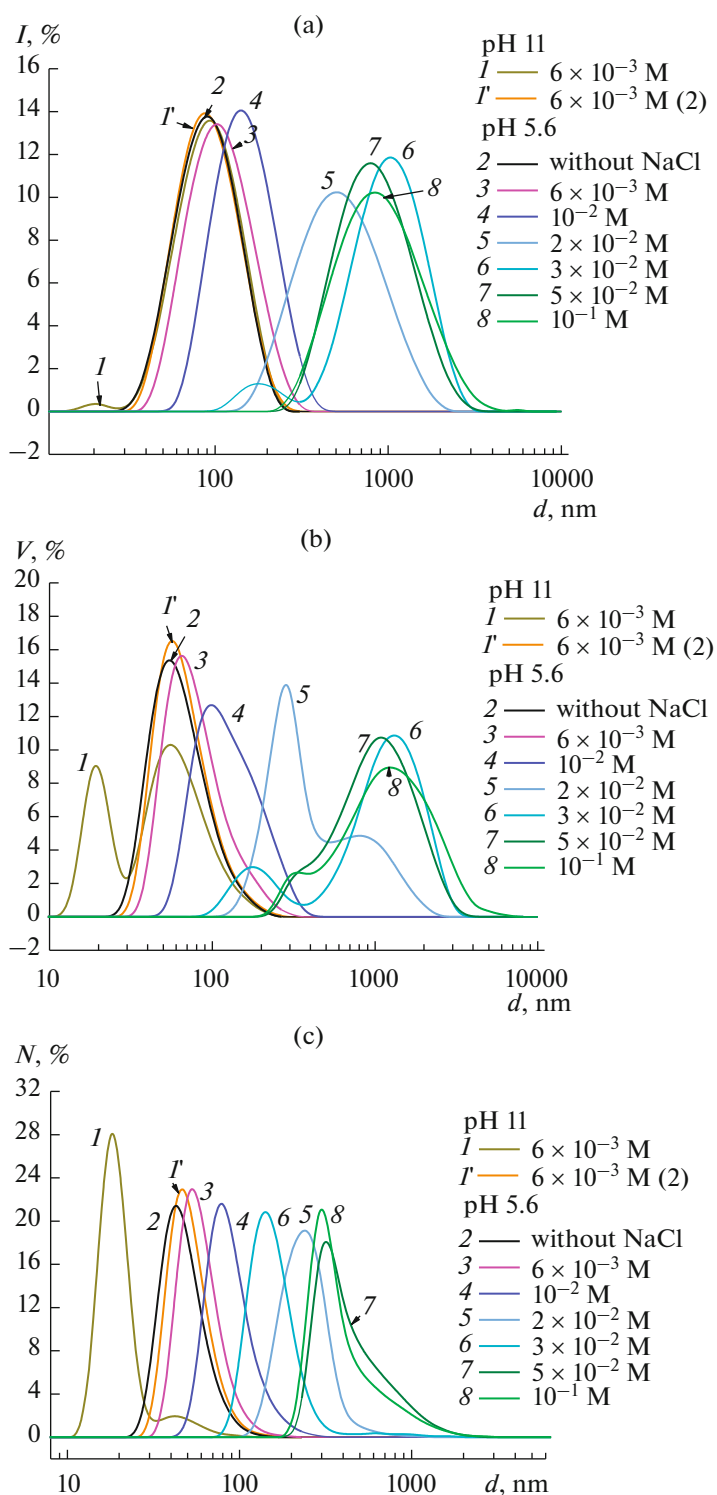 (a)
I, %
16
14
12
10
8
6
4
2
0
−2
100
1000
10000
d, nm
1
1'
2
3
4
5
6
7
8
pH 11
1 6 × 10⁻³ M
1' 6 × 10⁻³ M (2)
pH 5.6
2 without NaCl
3 6 × 10⁻³ M
4 10⁻² M
5 2 × 10⁻² M
6 3 × 10⁻² M
7 5 × 10⁻² M
8 10⁻¹ M
(b)
V, %
20
18
16
14
12
10
8
6
4
2
0
−2
10
100
1000
10000
d, nm
1
1'
2
3
4
5
6
7
8
pH 11
1 6 × 10⁻³ M
1' 6 × 10⁻³ M (2)
pH 5.6
2 without NaCl
3 6 × 10⁻³ M
4 10⁻² M
5 2 × 10⁻² M
6 3 × 10⁻² M
7 5 × 10⁻² M
8 10⁻¹ M
(c)
N, %
32
28
24
20
16
12
8
4
0
10
100
1000
d, nm
1
1'
2
3
4
6
5
8
7
pH 11
1 6 × 10⁻³ M
1' 6 × 10⁻³ M (2)
pH 5.6
2 without NaCl
3 6 × 10⁻³ M
4 10⁻² M
5 2 × 10⁻² M
6 3 × 10⁻² M
7 5 × 10⁻² M
8 10⁻¹ M